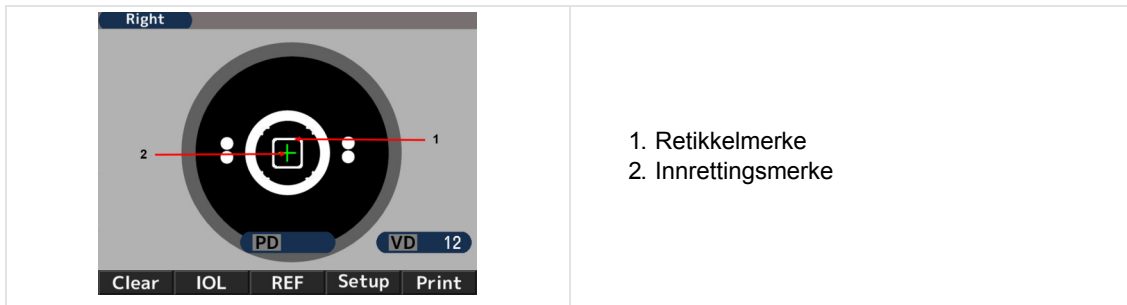 Right
1
2
PD
VD 12
Clear IOL REF Setup Print
1. Retikkelmerke
2. Innrettingsmerke